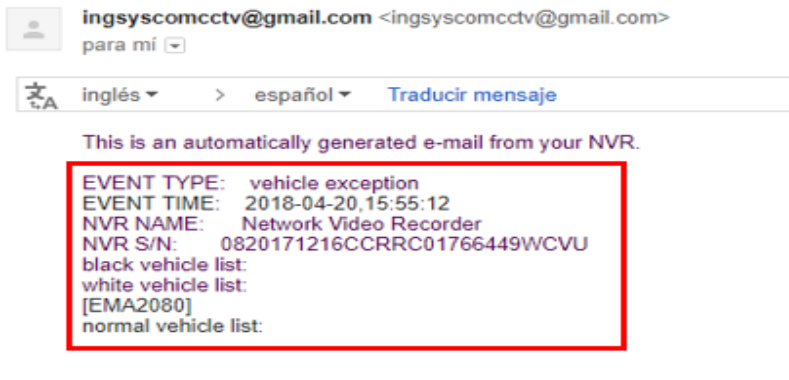 ingsyscomcctv@gmail.com <ingsyscomcctv@gmail.com>
para mí
inglés > español Traducir mensaje
This is an automatically generated e-mail from your NVR.
EVENT TYPE: vehicle exception
EVENT TIME: 2018-04-20,15:55:12
NVR NAME: Network Video Recorder
NVR S/N: 0820171216CCRRC01766449WCVU
black vehicle list:
white vehicle list:
[EMA2080]
normal vehicle list: